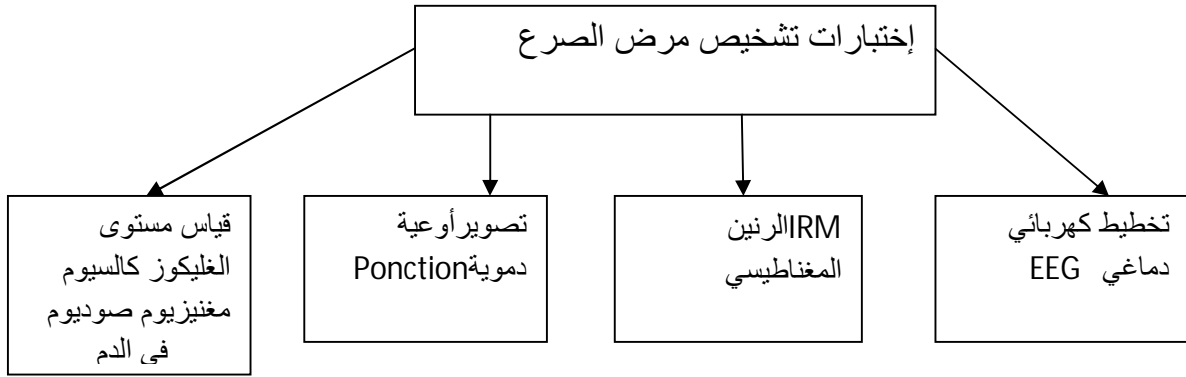 إختبارات تشخيص مرض الصرع
تخطيط كهربائي
دماغي EEG
IRMالرنين
المغناطيسي
تصويرأوعية
دمويةPonction
قياس مستوى
الغليكوز كالسيوم
مغنيزيوم صوديوم
في الدم